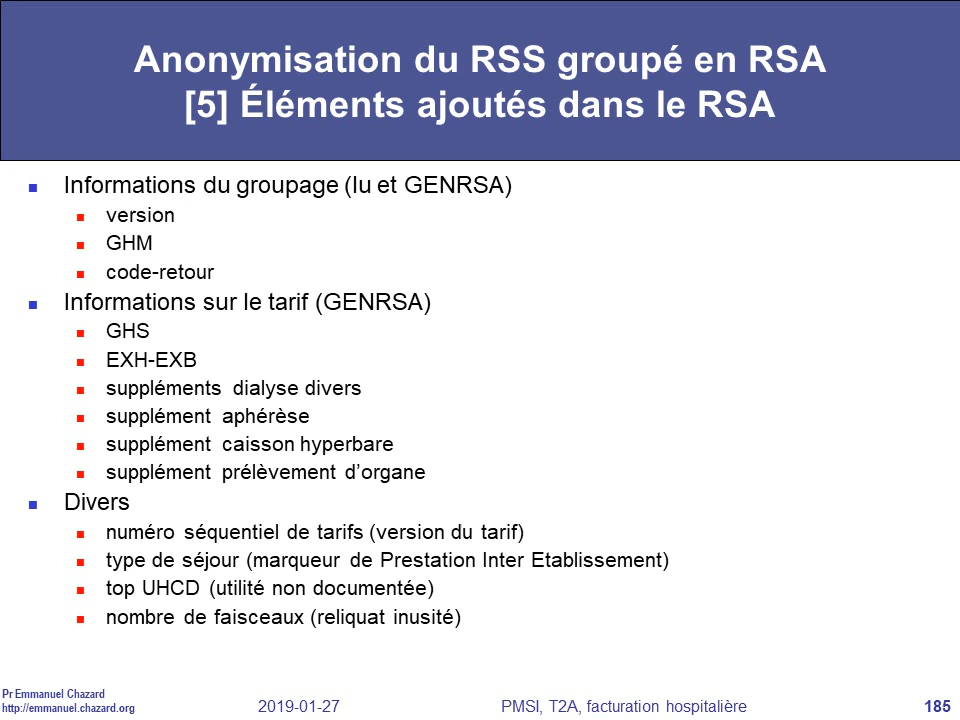 Anonymisation du RSS groupé en RSA
[5] Éléments ajoutés dans le RSA
Informations du groupage (lu et GENRSA)
version
GHM
code-retour
Informations sur le tarif (GENRSA)
GHS
EXH-EXB
suppléments dialyse divers
supplément aphérèse
supplément caisson hyperbare
supplément prélèvement d’organe
Divers
numéro séquentiel de tarifs (version du tarif)
type de séjour (marqueur de Prestation Inter Etablissement)
top UHCD (utilité non documentée)
nombre de faisceaux (reliquat inusité)
Pr Emmanuel Chazard
http://emmanuel.chazard.org
2019-01-27
PMSI, T2A, facturation hospitalière
185